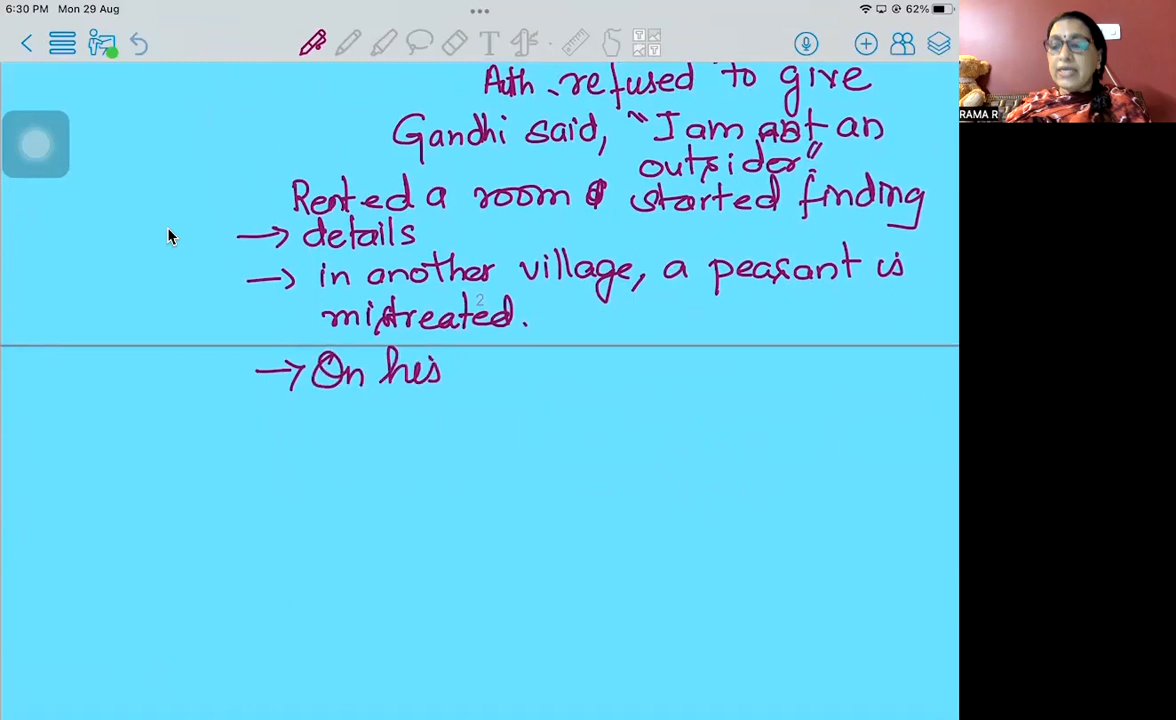 6:30 PM Mon 29 Aug
62%
Auth. refused to give
Gandhi said, "I am not an
outsider"
Rented a room & started finding
→ details
→ in another village, a peasant is
mistreated.
2
→ On his
RAMA R